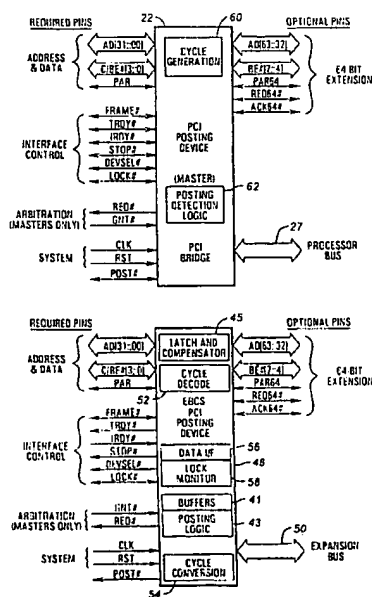 REQUIRED PINS
22
60
OPTIONAL PINS
AD[31::00]
CYCLE GENERATION
AD[63::32]
ADDRESS & DATA
C/BE#[3::0]
BE#[7::4]
64 BIT EXTENSION
PAR
PAR64
REQ64#
ACK64#
FRAME#
TRDY#
INTERFACE CONTROL
IRDY#
STOP#
DEVSEL#
LOCK#
PCI POSTING DEVICE
(MASTER)
62
POSTING DETECTION LOGIC
ARBITRATION (MASTERS ONLY)
REQ#
GNT#
27
SYSTEM
CLK
RST
PCI BRIDGE
PROCESSOR BUS
POST#
REQUIRED PINS
45
OPTIONAL PINS
AD[31::00]
LATCH AND COMPENSATOR
AD[63::32]
ADDRESS & DATA
C/BE#[3::0]
CYCLE DECODE
BE#[7::4]
64-BIT EXTENSION
PAR
52
EBCS
PAR64
REQ64#
ACK64#
FRAME#
PCI POSTING DEVICE
TRDY#
INTERFACE CONTROL
IRDY#
56
STOP#
DATA I/F
48
DEVSEL#
LOCK MONITOR
LOCK#
58
BUFFERS
41
ARBITRATION (MASTERS ONLY)
GNT#
REQ#
POSTING LOGIC
43
50
SYSTEM
CLK
RST
EXPANSION BUS
POST#
CYCLE CONVERSION
54